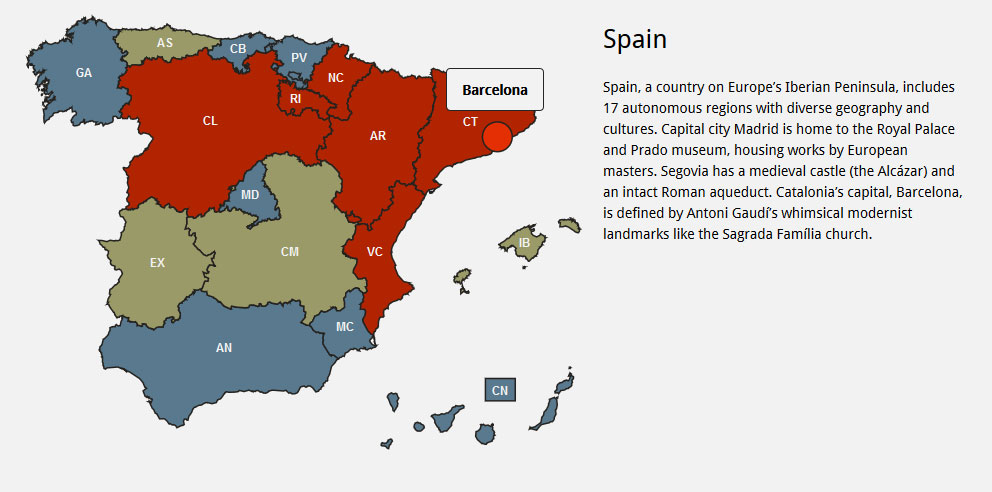 AS
CB
PV
GA
NC
Barcelona
RI
CL
CT
AR
MD
IB
CM
VC
EX
MC
AN
CN
Spain
Spain, a country on Europe’s Iberian Peninsula, includes
17 autonomous regions with diverse geography and
cultures. Capital city Madrid is home to the Royal Palace
and Prado museum, housing works by European
masters. Segovia has a medieval castle (the Alcázar) and
an intact Roman aqueduct. Catalonia’s capital, Barcelona,
is defined by Antoni Gaudí’s whimsical modernist
landmarks like the Sagrada Família church.